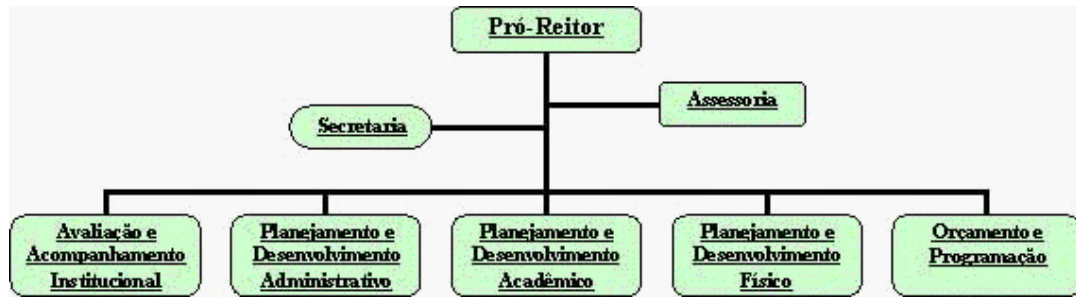 Pró-Reitor
Assessoria
Secretaria
Avaliação e
Acompanhamento
Institucional
Planejamento e
Desenvolvimento
Administrativo
Planejamento e
Desenvolvimento
Acadêmico
Planejamento e
Desenvolvimento
Físico
Orçamento e
Programação